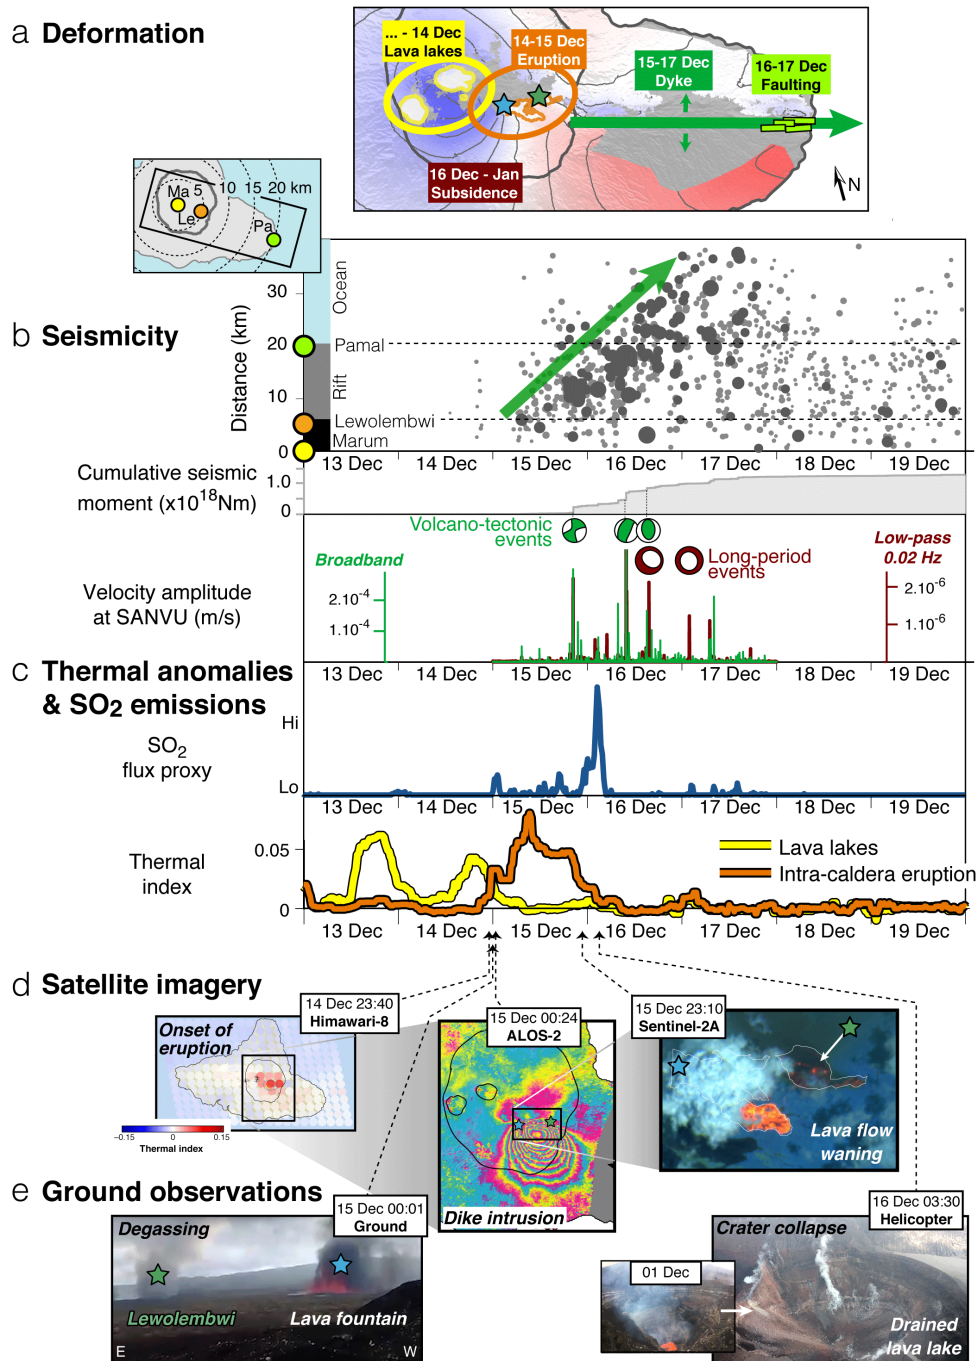 a Deformation
... - 14 Dec
Lava lakes
14-15 Dec
Eruption
15-17 Dec
Dyke
16-17 Dec
Faulting
16 Dec - Jan
Subsidence
N
Ma 5 10 15 20 km
Le
Pa
b Seismicity
Distance (km)
30
20
10
0
Ocean
Rift
Pamal
Lewolembwi
Marum
13 Dec 14 Dec 15 Dec 16 Dec 17 Dec 18 Dec 19 Dec
Cumulative seismic
moment (x10^18Nm)
1.0
0
Volcano-tectonic
events
Long-period
events
Broadband
Low-pass
0.02 Hz
Velocity amplitude
at SANVU (m/s)
2.10^-4
1.10^-4
2.10^-6
1.10^-6
13 Dec 14 Dec 15 Dec 16 Dec 17 Dec 18 Dec 19 Dec
c Thermal anomalies
& SO2 emissions
SO2
flux proxy
Hi
Lo
13 Dec 14 Dec 15 Dec 16 Dec 17 Dec 18 Dec 19 Dec
Thermal
index
0.05
0
Lava lakes
Intra-caldera eruption
13 Dec 14 Dec 15 Dec 16 Dec 17 Dec 18 Dec 19 Dec
d Satellite imagery
14 Dec 23:40
Himawari-8
Onset of
eruption
−0.15 0 0.15
Thermal index
15 Dec 00:24
ALOS-2
Dike intrusion
15 Dec 23:10
Sentinel-2A
Lava flow
waning
e Ground observations
15 Dec 00:01
Ground
Degassing
Lewolembwi
Lava fountain
E W
16 Dec 03:30
Helicopter
Crater collapse
01 Dec
Drained
lava lake